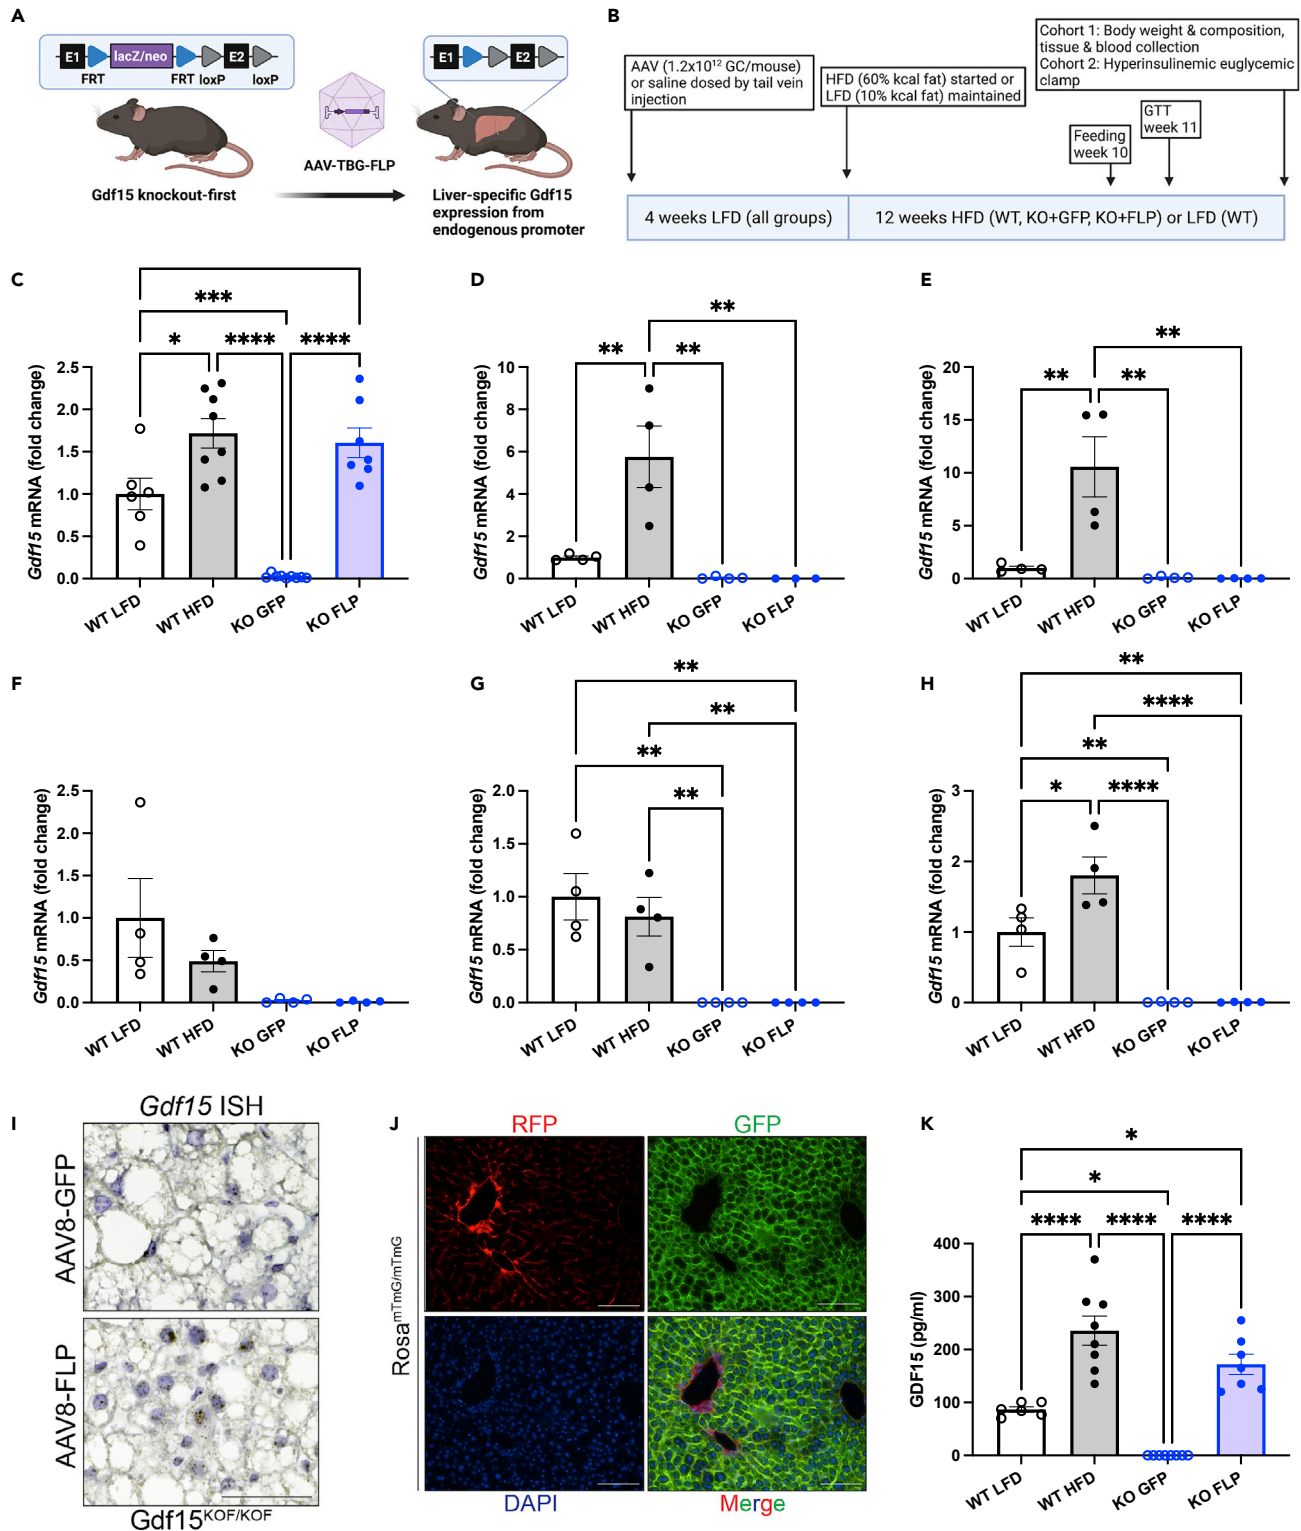 A
E1
lacZ/neo
E2
FRT
FRT loxP
loxP
Gdf15 knockout-first
AAV-TBG-FLP
E1
E2
Liver-specific Gdf15
expression from
endogenous promoter
B
AAV (1.2x10¹² GC/mouse)
or saline dosed by tail vein
injection
HFD (60% kcal fat) started or
LFD (10% kcal fat) maintained
Cohort 1: Body weight & composition,
tissue & blood collection
Cohort 2: Hyperinsulinemic euglycemic
clamp
Feeding
week 10
GTT
week 11
4 weeks LFD (all groups)
12 weeks HFD (WT, KO+GFP, KO+FLP) or LFD (WT)
C
***
*
****
****
Gdf15 mRNA (fold change)
2.5
2.0
1.5
1.0
0.5
0.0
WT LFD
WT HFD
KO GFP
KO FLP
D
**
**
**
Gdf15 mRNA (fold change)
10
8
6
4
2
0
WT LFD
WT HFD
KO GFP
KO FLP
E
**
**
**
Gdf15 mRNA (fold change)
20
15
10
5
0
WT LFD
WT HFD
KO GFP
KO FLP
F
Gdf15 mRNA (fold change)
2.5
2.0
1.5
1.0
0.5
0.0
WT LFD
WT HFD
KO GFP
KO FLP
G
**
**
**
**
Gdf15 mRNA (fold change)
2.0
1.5
1.0
0.5
0.0
WT LFD
WT HFD
KO GFP
KO FLP
H
**
****
**
*
****
Gdf15 mRNA (fold change)
3
2
1
0
WT LFD
WT HFD
KO GFP
KO FLP
I
Gdf15 ISH
AAV8-GFP
AAV8-FLP
Gdf15ᴷᴼᶠ/ᴷᴼᶠ
J
RFP
GFP
Rosaᵐᵀᵐᴳ/ᵐᵀᵐᴳ
DAPI
Merge
K
*
*
****
****
****
GDF15 (pg/ml)
400
300
200
100
0
WT LFD
WT HFD
KO GFP
KO FLP